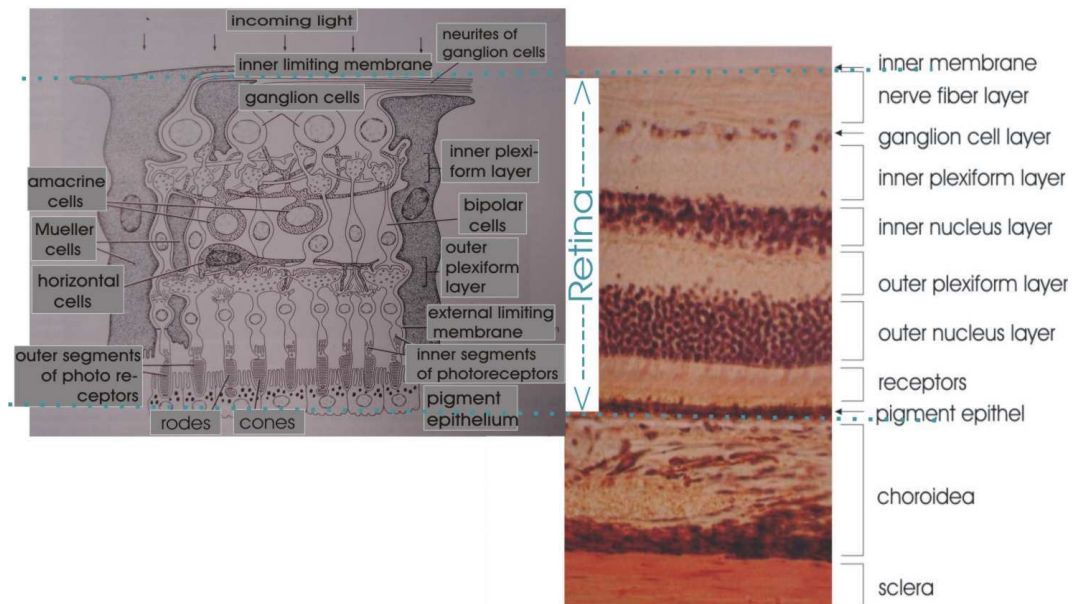 incoming light
neurites of
ganglion cells
inner limiting membrane
ganglion cells
inner plexi-
form layer
amacrine
cells
bipolar
cells
Mueller
cells
outer
plexiform
layer
horizontal
cells
external limiting
membrane
outer segments
of photo re-
ceptors
inner segments
of photoreceptors
pigment
epithelium
rodes
cones
<---- Retina ---->
inner membrane
nerve fiber layer
ganglion cell layer
inner plexiform layer
inner nucleus layer
outer plexiform layer
outer nucleus layer
receptors
pigment epithel
choroidea
sclera